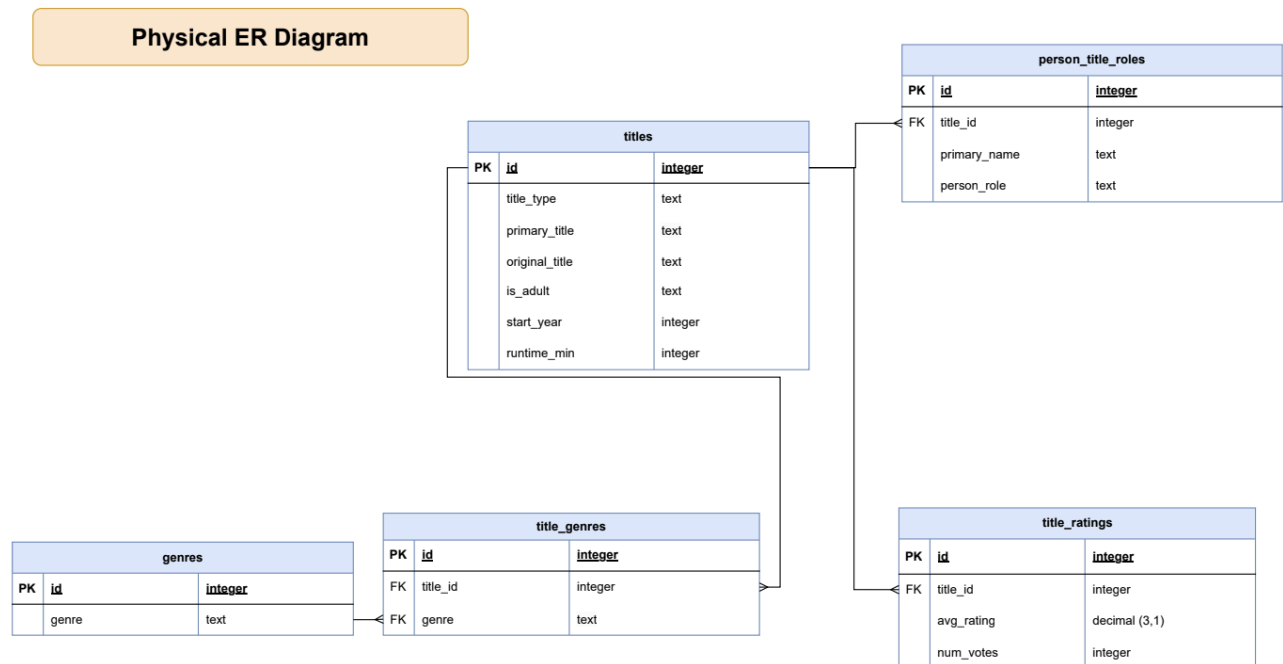 Physical ER Diagram
person_title_roles
PK id integer
FK title_id integer
primary_name text
person_role text
titles
PK id integer
title_type text
primary_title text
original_title text
is_adult text
start_year integer
runtime_min integer
genres
PK id integer
genre text
title_genres
PK id integer
FK title_id integer
FK genre text
title_ratings
PK id integer
FK title_id integer
avg_rating decimal (3,1)
num_votes integer